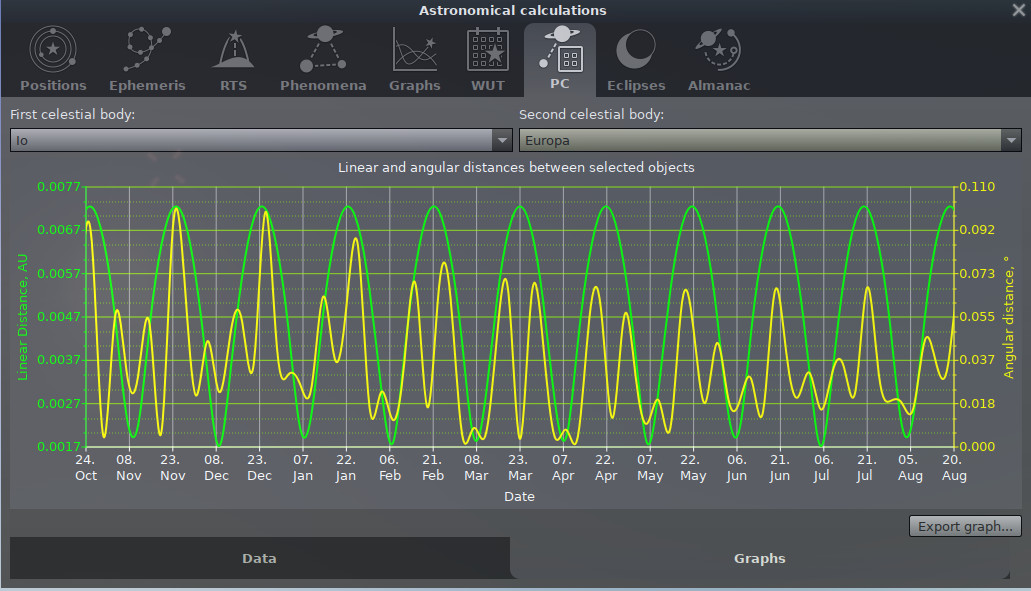 Astronomical calculations
Positions Ephemeris RTS Phenomena Graphs WUT PC Eclipses Almanac
First celestial body: Second celestial body:
Io Europa
Linear and angular distances between selected objects
0.0077 0.110
0.0067 0.092
0.0057 0.073
0.0047 0.055
0.0037 0.037
0.0027 0.018
0.0017 0.000
Linear Distance, AU
Angular distance, °
24. 08. 23. 08. 23. 07. 22. 06. 21. 08. 23. 07. 22. 07. 22. 06. 21. 06. 21. 05. 20.
Oct Nov Nov Dec Dec Jan Jan Feb Feb Mar Mar Apr Apr May May Jun Jun Jul Jul Aug Aug
Date
Export graph...
Data Graphs